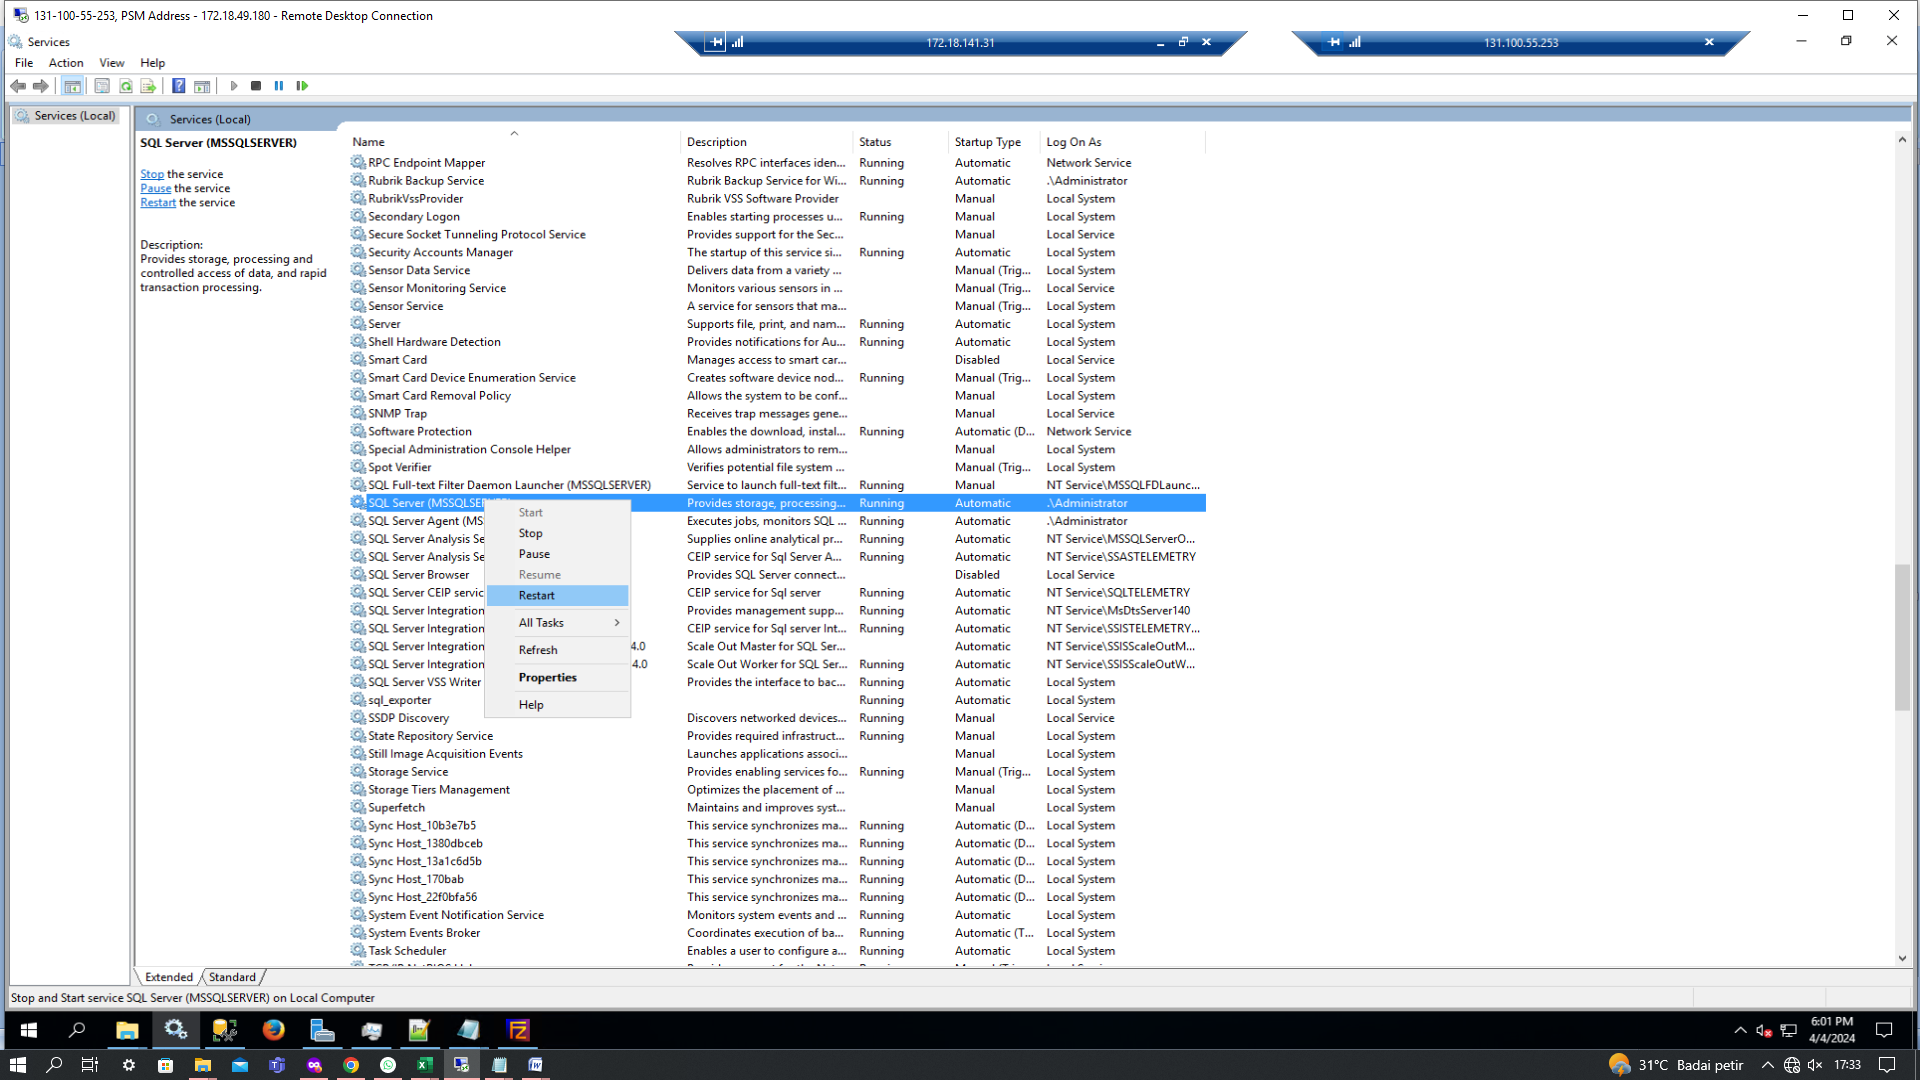 131-100-55-253, PSM Address - 172.18.49.180 - Remote Desktop Connection
Services
172.18.141.31
131.100.55.253
File Action View Help
Services (Local)
Services (Local)
SQL Server (MSSQLSERVER)
Stop the service
Pause the service
Restart the service
Description:
Provides storage, processing and
controlled access of data, and rapid
transaction processing.
Name Description Status Startup Type Log On As
RPC Endpoint Mapper Resolves RPC interfaces iden... Running Automatic Network Service
Rubrik Backup Service Rubrik Backup Service for Wi... Running Automatic .\Administrator
RubrikVssProvider Rubrik VSS Software Provider Manual Local System
Secondary Logon Enables starting processes u... Running Manual Local System
Secure Socket Tunneling Protocol Service Provides support for the Sec... Manual Local Service
Security Accounts Manager The startup of this service si... Running Automatic Local System
Sensor Data Service Delivers data from a variety ... Manual (Trig... Local System
Sensor Monitoring Service Monitors various sensors in ... Manual (Trig... Local Service
Sensor Service A service for sensors that ma... Manual (Trig... Local System
Server Supports file, print, and nam... Running Automatic Local System
Shell Hardware Detection Provides notifications for Au... Running Automatic Local System
Smart Card Manages access to smart car... Disabled Local Service
Smart Card Device Enumeration Service Creates software device nod... Running Manual (Trig... Local System
Smart Card Removal Policy Allows the system to be conf... Manual Local System
SNMP Trap Receives trap messages gene... Manual Local Service
Software Protection Enables the download, instal... Running Automatic (D... Network Service
Special Administration Console Helper Allows administrators to rem... Manual Local System
Spot Verifier Verifies potential file system ... Manual (Trig... Local System
SQL Full-text Filter Daemon Launcher (MSSQLSERVER) Service to launch full-text filt... Running Manual NT Service\MSSQLFDLaunc...
SQL Server (MSSQLSERVER) Provides storage, processing... Running Automatic .\Administrator
SQL Server Agent (MS Executes jobs, monitors SQL ... Running Automatic .\Administrator
SQL Server Analysis Se Supplies online analytical pr... Running Automatic NT Service\MSSQLServerO...
SQL Server Analysis Se CEIP service for Sql Server A... Running Automatic NT Service\SSASTELEMETRY
SQL Server Browser Provides SQL Server connect... Disabled Local Service
SQL Server CEIP servic CEIP service for Sql server Running Automatic NT Service\SQLTELEMETRY
SQL Server Integration Provides management supp... Running Automatic NT Service\MsDtsServer140
SQL Server Integration CEIP service for Sql server Int... Running Automatic NT Service\SSISTELEMETRY...
SQL Server Integration 4.0 Scale Out Master for SQL Ser... Automatic NT Service\SSISScaleOutM...
SQL Server Integration 4.0 Scale Out Worker for SQL Se... Running Automatic NT Service\SSISScaleOutW...
SQL Server VSS Writer Provides the interface to bac... Running Automatic Local System
sql_exporter Running Automatic Local System
SSDP Discovery Discovers networked devices... Running Manual Local Service
State Repository Service Provides required infrastruct... Running Manual Local System
Still Image Acquisition Events Launches applications associ... Manual Local System
Storage Service Provides enabling services fo... Running Manual (Trig... Local System
Storage Tiers Management Optimizes the placement of ... Manual Local System
Superfetch Maintains and improves syst... Manual Local System
Sync Host_10b3e7b5 This service synchronizes ma... Running Automatic (D... Local System
Sync Host_1380dbceb This service synchronizes ma... Running Automatic (D... Local System
Sync Host_13a1c6d5b This service synchronizes ma... Running Automatic (D... Local System
Sync Host_170bab This service synchronizes ma... Running Automatic (D... Local System
Sync Host_22f0bfa56 This service synchronizes ma... Running Automatic (D... Local System
System Event Notification Service Monitors system events and ... Running Automatic Local System
System Events Broker Coordinates execution of ba... Running Automatic (T... Local System
Task Scheduler Enables a user to configure a... Running Automatic Local System
Start
Stop
Pause
Resume
Restart
All Tasks
Refresh
Properties
Help
Extended Standard
Stop and Start service SQL Server (MSSQLSERVER) on Local Computer
6:01 PM
4/4/2024
31°C Badai petir 17:33